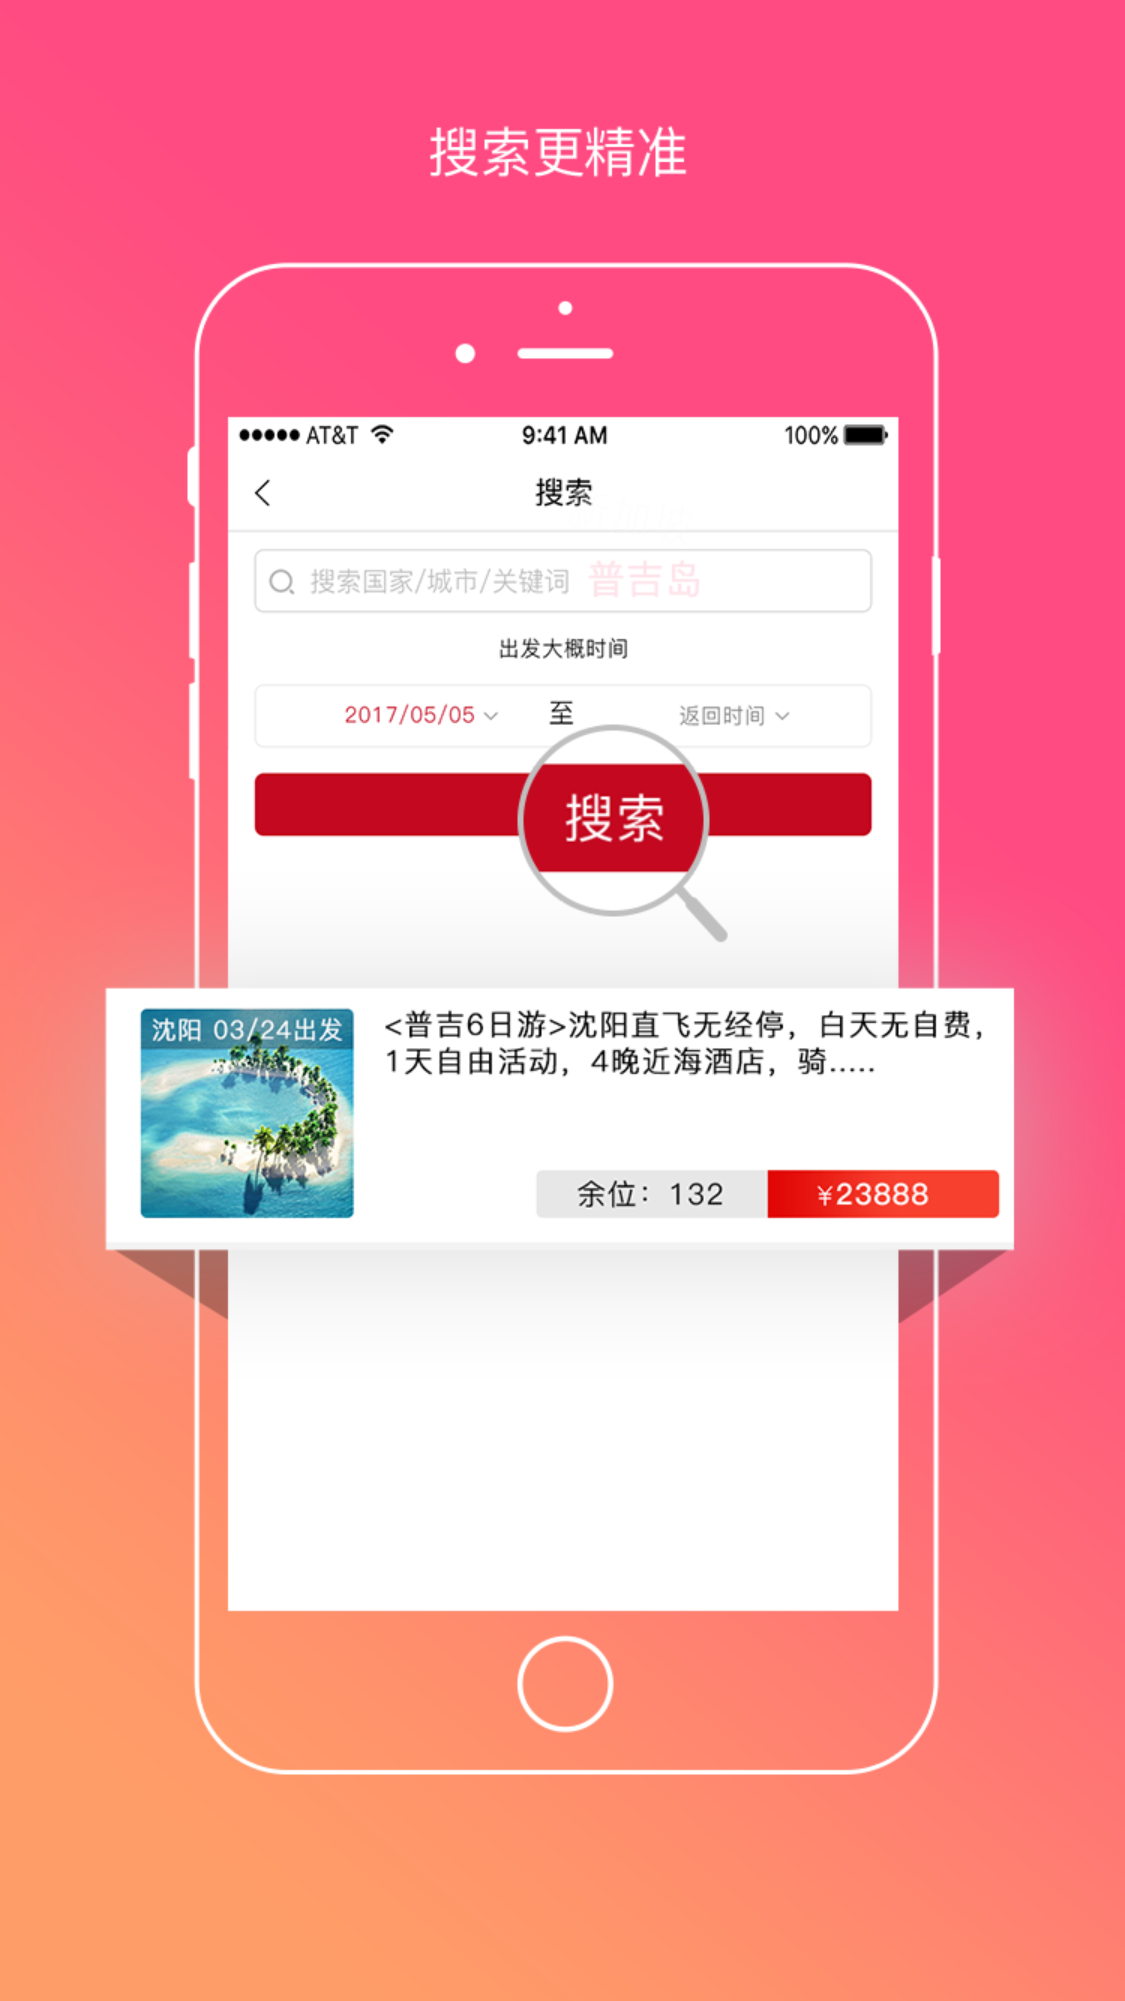 搜索更精准
AT&T 9:41 AM 100%
搜索
搜索国家/城市/关键词 普吉岛
出发大概时间
2017/05/05 至 返回时间
搜索
沈阳 03/24出发
<普吉6日游>沈阳直飞无经停，白天无自费，
1天自由活动，4晚近海酒店，骑.....
余位：132 ¥23888